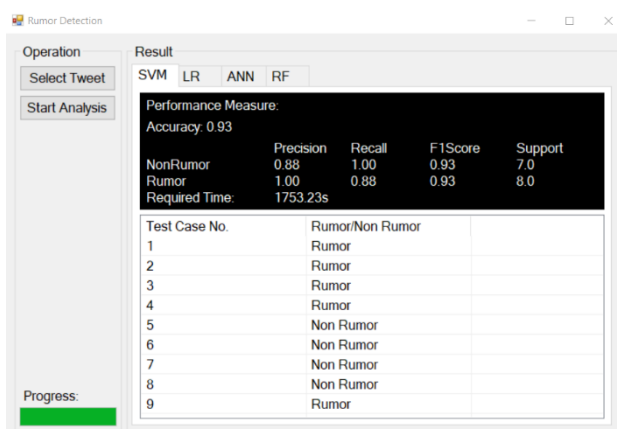 Rumor Detection
Operation
Select Tweet
Start Analysis
Progress:
Result
SVM LR ANN RF
Performance Measure:
Accuracy: 0.93
Precision Recall F1Score Support
NonRumor 0.88 1.00 0.93 7.0
Rumor 1.00 0.88 0.93 8.0
Required Time: 1753.23s
Test Case No. Rumor/Non Rumor
1 Rumor
2 Rumor
3 Rumor
4 Rumor
5 Non Rumor
6 Non Rumor
7 Non Rumor
8 Non Rumor
9 Rumor